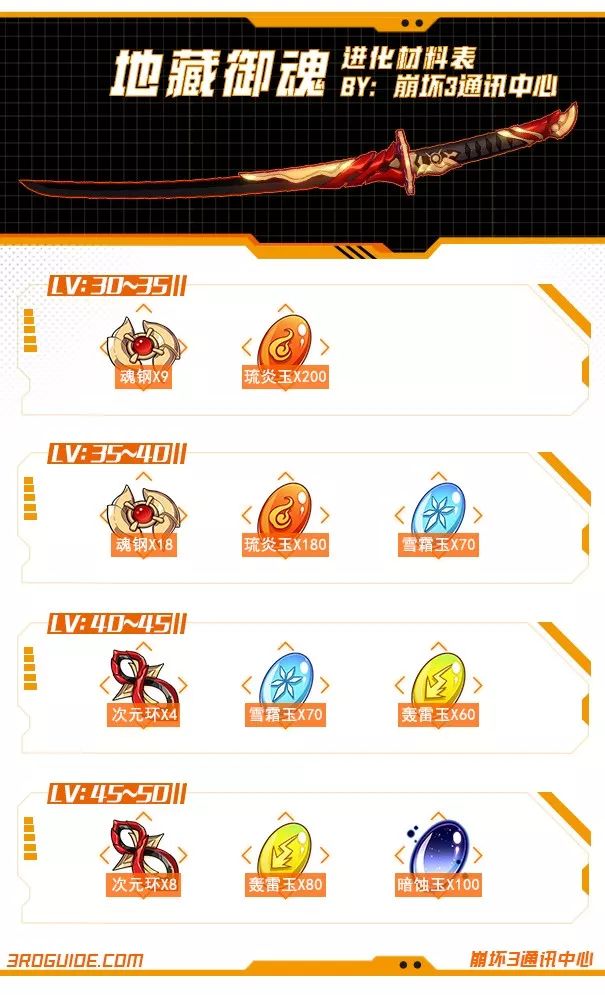 地藏御魂
进化材料表
BY：崩坏3通讯中心
LV:30~35
魂钢X9
琉炎玉X200
LV:35~40
魂钢X18
琉炎玉X180
雪霜玉X70
LV:40~45
次元环X4
雪霜玉X70
轰雷玉X60
LV:45~50
次元环X8
轰雷玉X80
暗蚀玉X100
3RDGUIDE.COM
崩坏3通讯中心